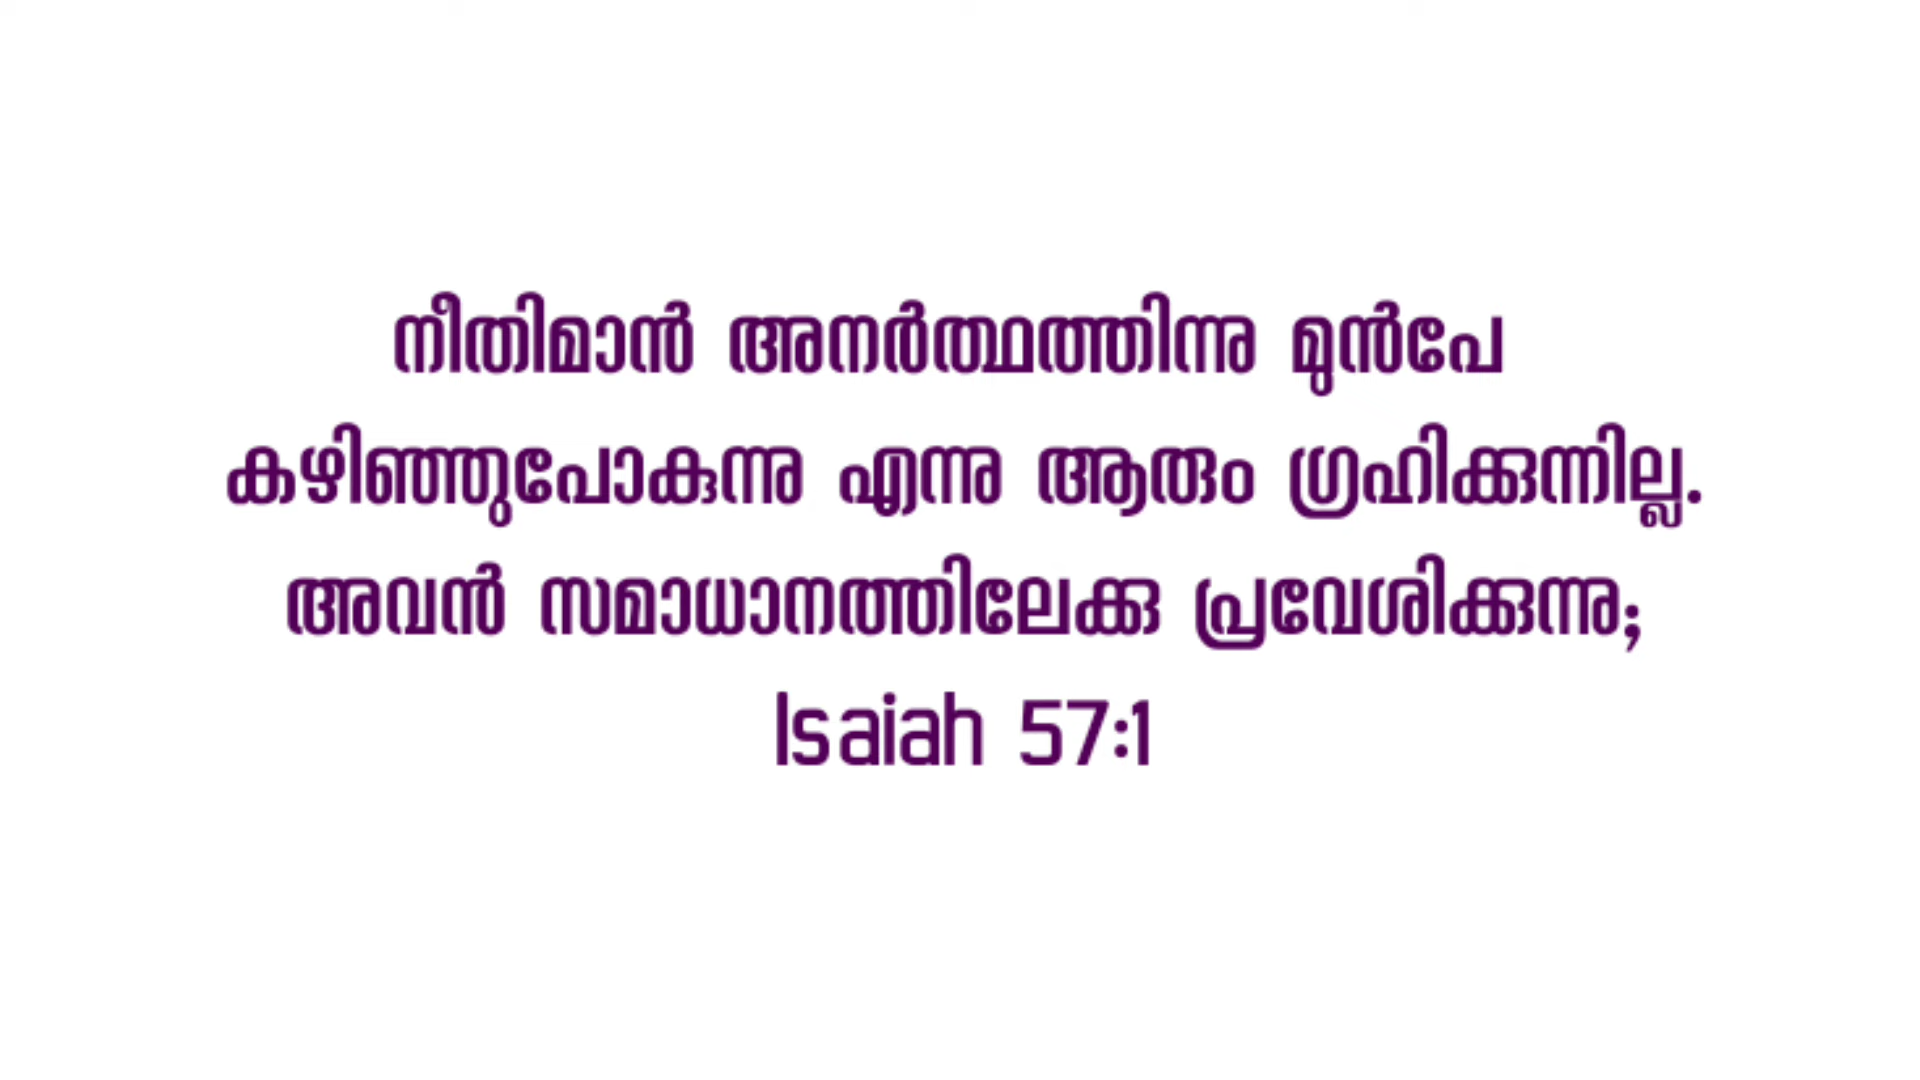 നീതിമാൻ അനർത്ഥത്തിന്നു മുൻപേ
കഴിഞ്ഞുപോകുന്നു എന്നു ആരും ഗ്രഹിക്കുന്നില്ല.
അവൻ സമാധാനത്തിലേക്കു പ്രവേശിക്കുന്നു;
Isaiah 57:1